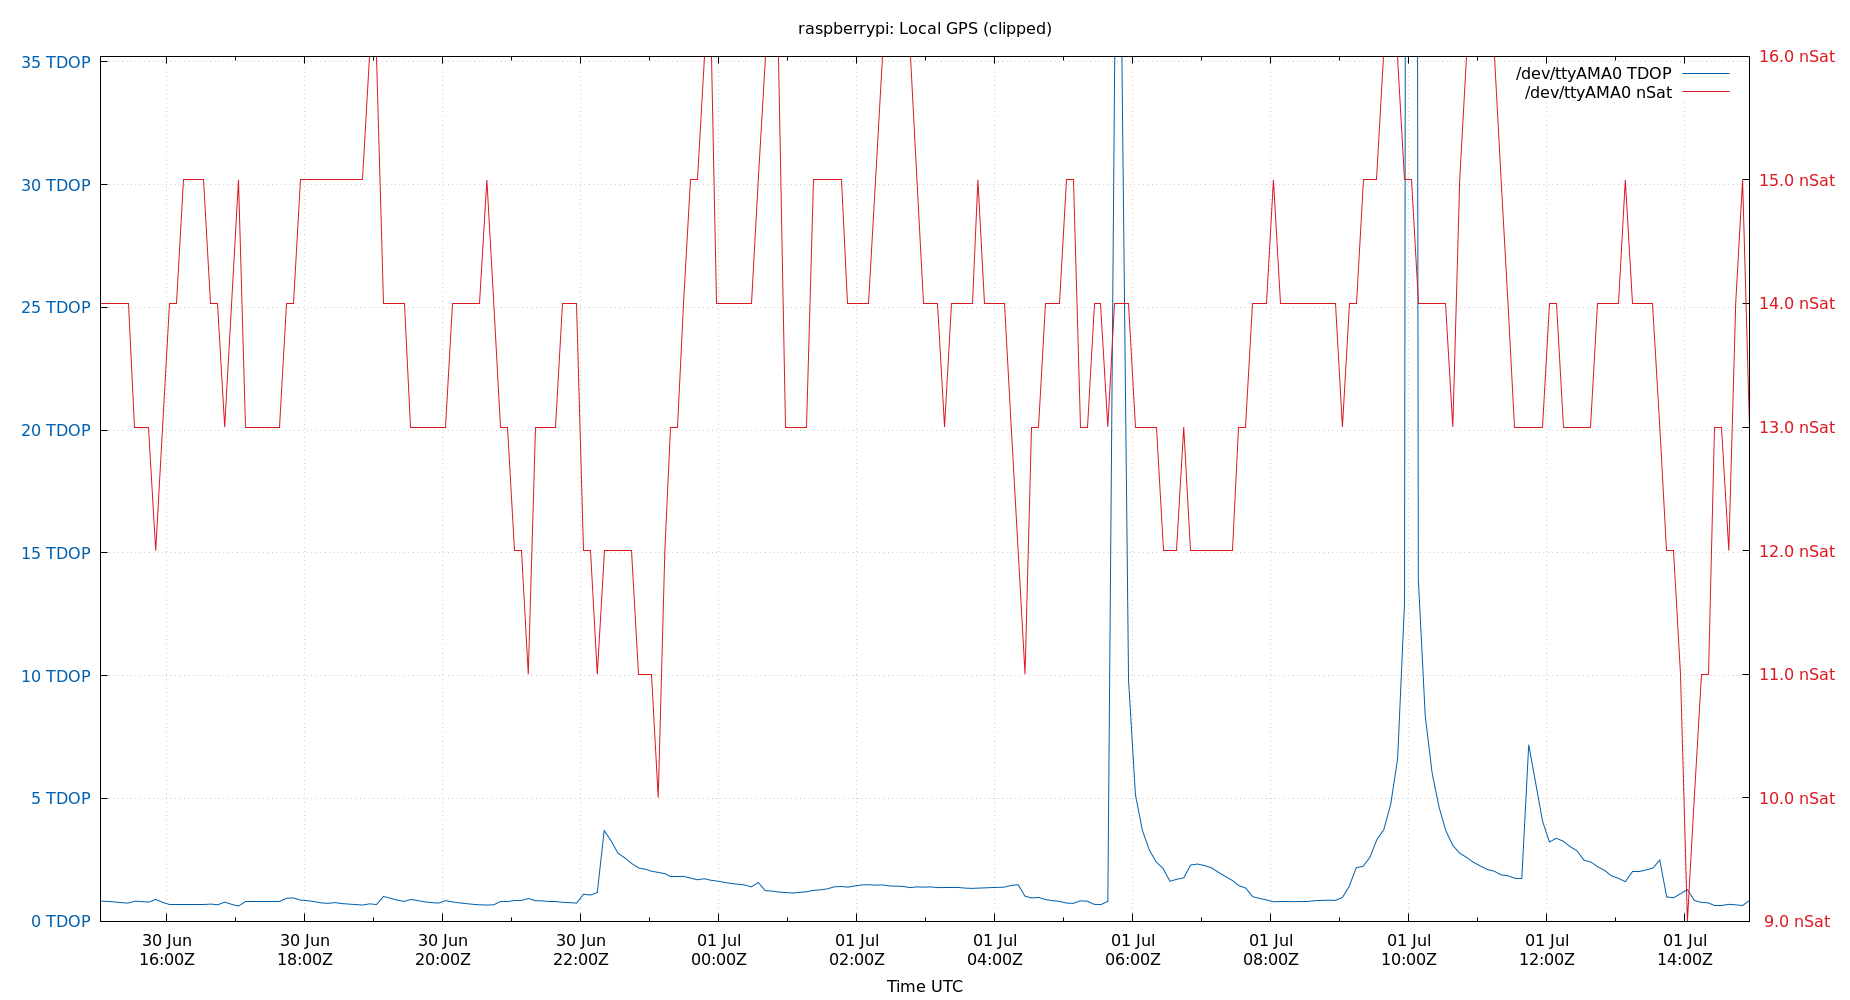 raspberrypi: Local GPS (clipped)
/dev/ttyAMA0 TDOP
/dev/ttyAMA0 nSat
35 TDOP
30 TDOP
25 TDOP
20 TDOP
15 TDOP
10 TDOP
5 TDOP
0 TDOP
16.0 nSat
15.0 nSat
14.0 nSat
13.0 nSat
12.0 nSat
11.0 nSat
10.0 nSat
9.0 nSat
30 Jun
16:00Z
30 Jun
18:00Z
30 Jun
20:00Z
30 Jun
22:00Z
01 Jul
00:00Z
01 Jul
02:00Z
01 Jul
04:00Z
01 Jul
06:00Z
01 Jul
08:00Z
01 Jul
10:00Z
01 Jul
12:00Z
01 Jul
14:00Z
Time UTC